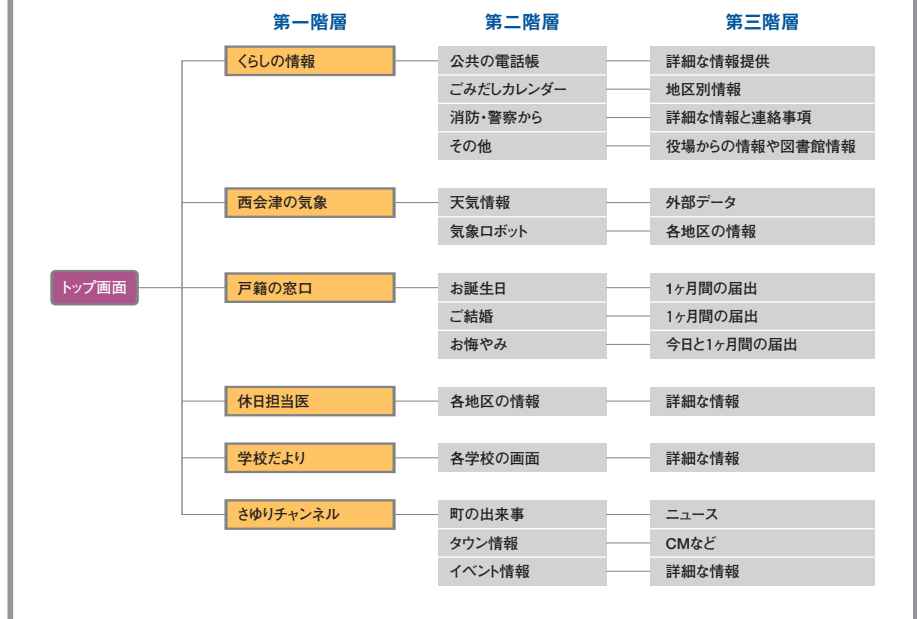 第一階層 第二階層 第三階層
くらしの情報 公共の電話帳 詳細な情報提供
ごみだしカレンダー 地区別情報
消防・警察から 詳細な情報と連絡事項
その他 役場からの情報や図書館情報
西会津の気象 天気情報 外部データ
気象ロボット 各地区の情報
トップ画面 戸籍の窓口 お誕生日 1ヶ月間の届出
ご結婚 1ヶ月間の届出
お悔やみ 今日と1ヶ月間の届出
休日担当医 各地区の情報 詳細な情報
学校だより 各学校の画面 詳細な情報
さゆりチャンネル 町の出来事 ニュース
タウン情報 CMなど
イベント情報 詳細な情報